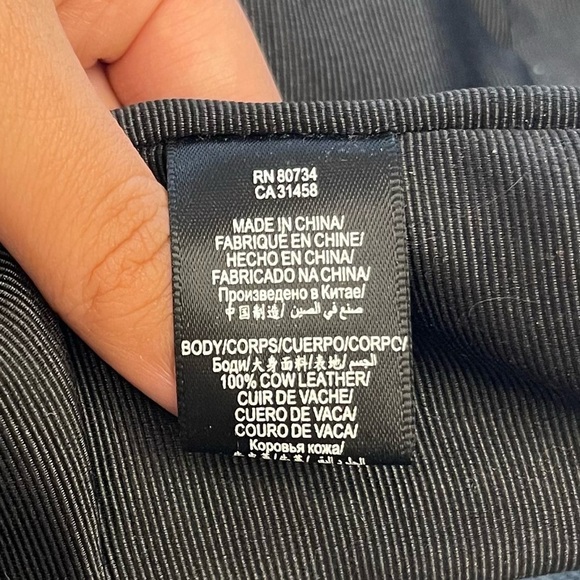 RN 80734
CA 31458
MADE IN CHINA/
FABRIQUÉ EN CHINE/
HECHO EN CHINA/
FABRICADO NA CHINA/
Произведено в Китае/
中国制造/ صنع في الصين/
BODY/CORPS/CUERPO/CORPO/
Боди/大身面料/表地/الجسم/
100% COW LEATHER/
CUIR DE VACHE/
CUERO DE VACA/
COURO DE VACA/
Коровья кожа/